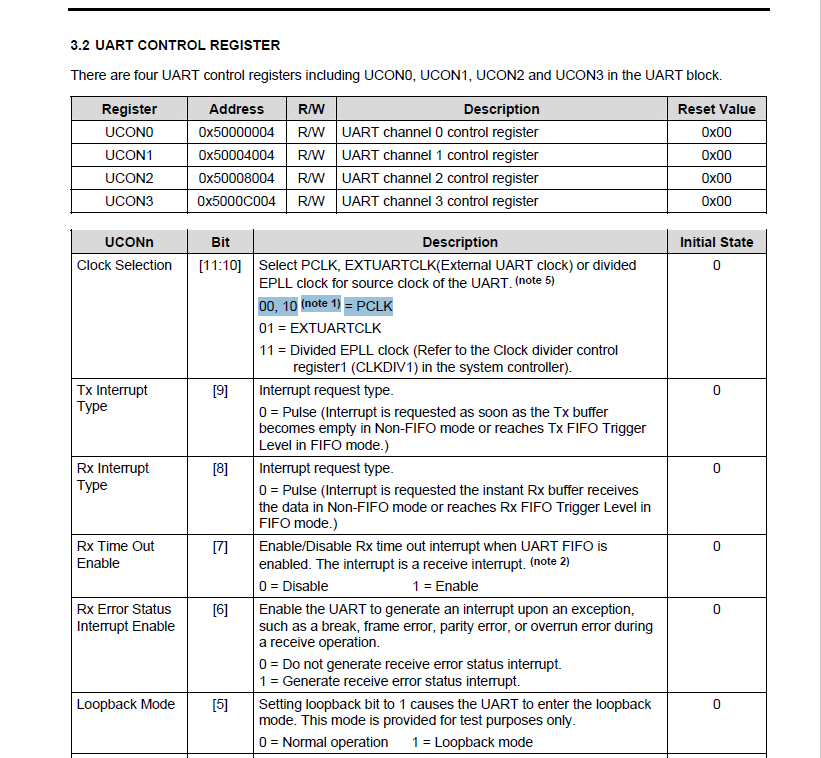 3.2 UART CONTROL REGISTER
There are four UART control registers including UCON0, UCON1, UCON2 and UCON3 in the UART block.
Register Address R/W Description Reset Value
UCON0 0x50000004 R/W UART channel 0 control register 0x00
UCON1 0x50004004 R/W UART channel 1 control register 0x00
UCON2 0x50008004 R/W UART channel 2 control register 0x00
UCON3 0x5000C004 R/W UART channel 3 control register 0x00
UCONn Bit Description Initial State
Clock Selection [11:10] Select PCLK, EXTUARTCLK(External UART clock) or divided 0
EPLL clock for source clock of the UART. (note 5)
00, 10 (note 1) = PCLK
01 = EXTUARTCLK
11 = Divided EPLL clock (Refer to the Clock divider control
register1 (CLKDIV1) in the system controller).
Tx Interrupt [9] Interrupt request type. 0
Type
0 = Pulse (Interrupt is requested as soon as the Tx buffer
becomes empty in Non-FIFO mode or reaches Tx FIFO Trigger
Level in FIFO mode.)
Rx Interrupt [8] Interrupt request type. 0
Type
0 = Pulse (Interrupt is requested the instant Rx buffer receives
the data in Non-FIFO mode or reaches Rx FIFO Trigger Level in
FIFO mode.)
Rx Time Out [7] Enable/Disable Rx time out interrupt when UART FIFO is 0
Enable enabled. The interrupt is a receive interrupt. (note 2)
0 = Disable 1 = Enable
Rx Error Status [6] Enable the UART to generate an interrupt upon an exception, 0
Interrupt Enable such as a break, frame error, parity error, or overrun error during
a receive operation.
0 = Do not generate receive error status interrupt.
1 = Generate receive error status interrupt.
Loopback Mode [5] Setting loopback bit to 1 causes the UART to enter the loopback 0
mode. This mode is provided for test purposes only.
0 = Normal operation 1 = Loopback mode